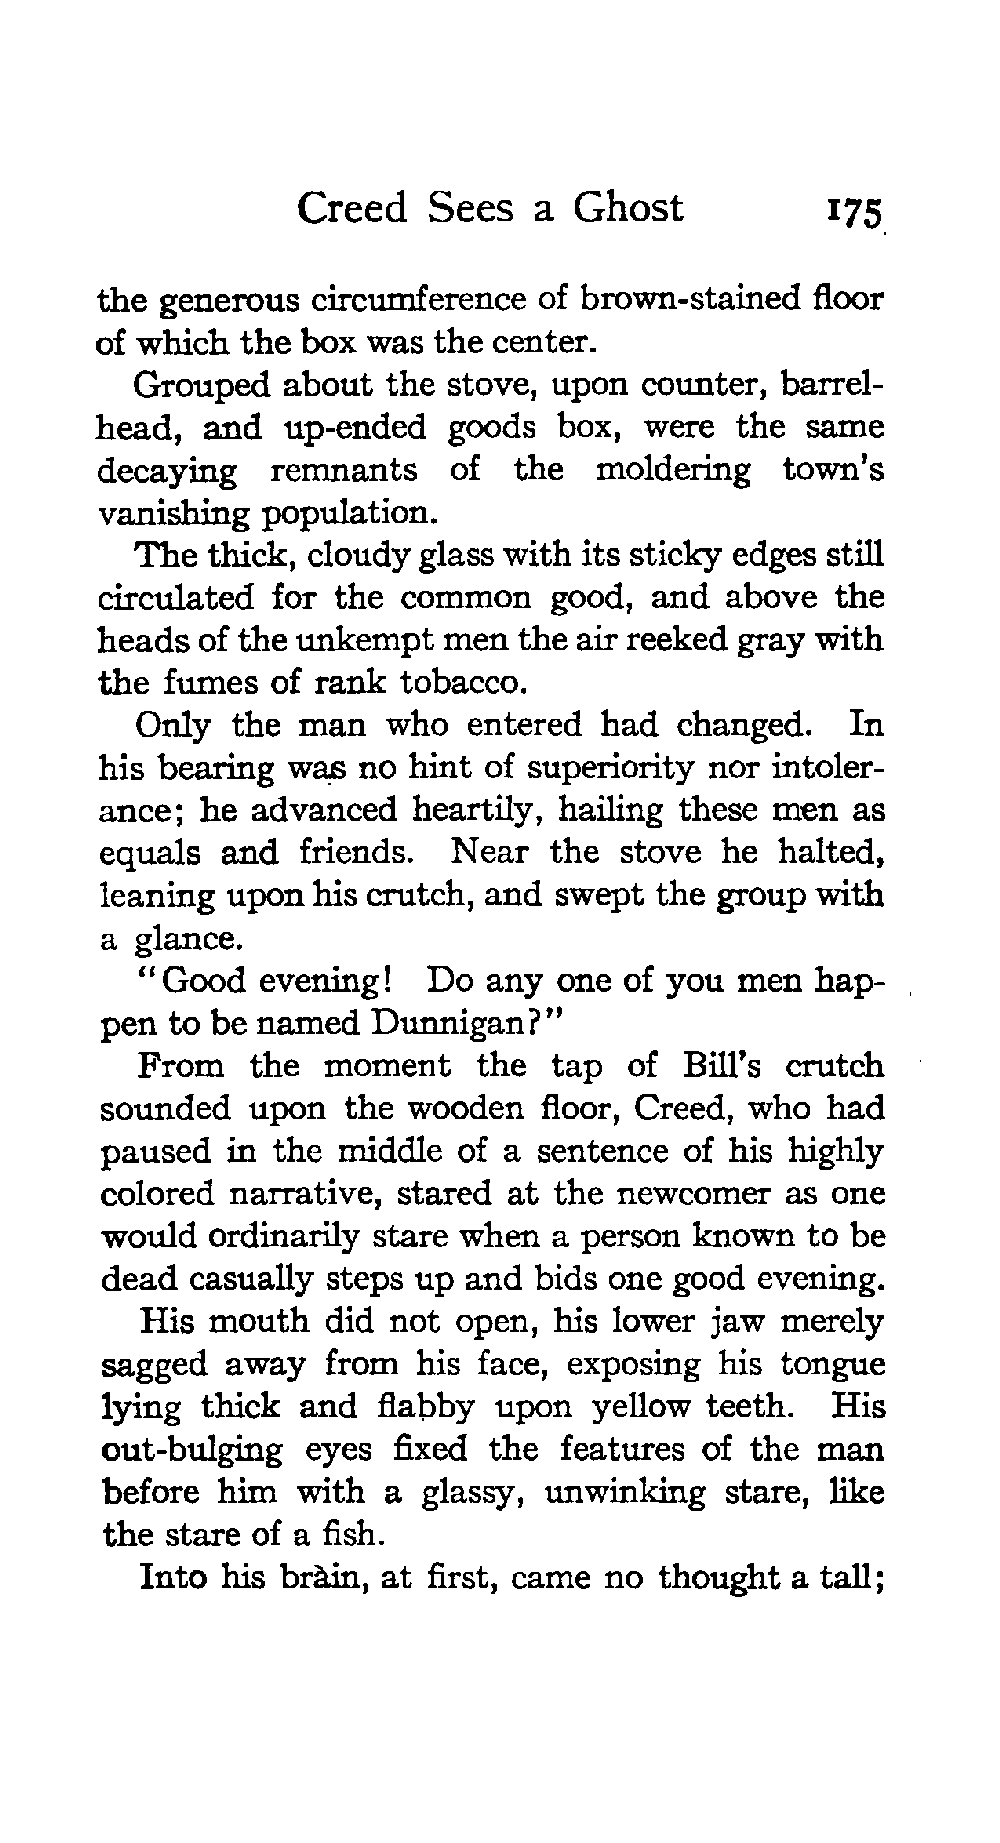 Creed Sees a Ghost 175
the generous circumference of brown-stained floor
of which the box was the center.
Grouped about the stove, upon counter, barrel-
head, and up-ended goods box, were the same
decaying remnants of the moldering town's
vanishing population.
The thick, cloudy glass with its sticky edges still
circulated for the common good, and above the
heads of the unkempt men the air reeked gray with
the fumes of rank tobacco.
Only the man who entered had changed. In
his bearing was no hint of superiority nor intoler-
ance; he advanced heartily, hailing these men as
equals and friends. Near the stove he halted,
leaning upon his crutch, and swept the group with
a glance.
"Good evening! Do any one of you men hap-
pen to be named Dunnigan?"
From the moment the tap of Bill's crutch
sounded upon the wooden floor, Creed, who had
paused in the middle of a sentence of his highly
colored narrative, stared at the newcomer as one
would ordinarily stare when a person known to be
dead casually steps up and bids one good evening.
His mouth did not open, his lower jaw merely
sagged away from his face, exposing his tongue
lying thick and flabby upon yellow teeth. His
out-bulging eyes fixed the features of the man
before him with a glassy, unwinking stare, like
the stare of a fish.
Into his brain, at first, came no thought a tall;